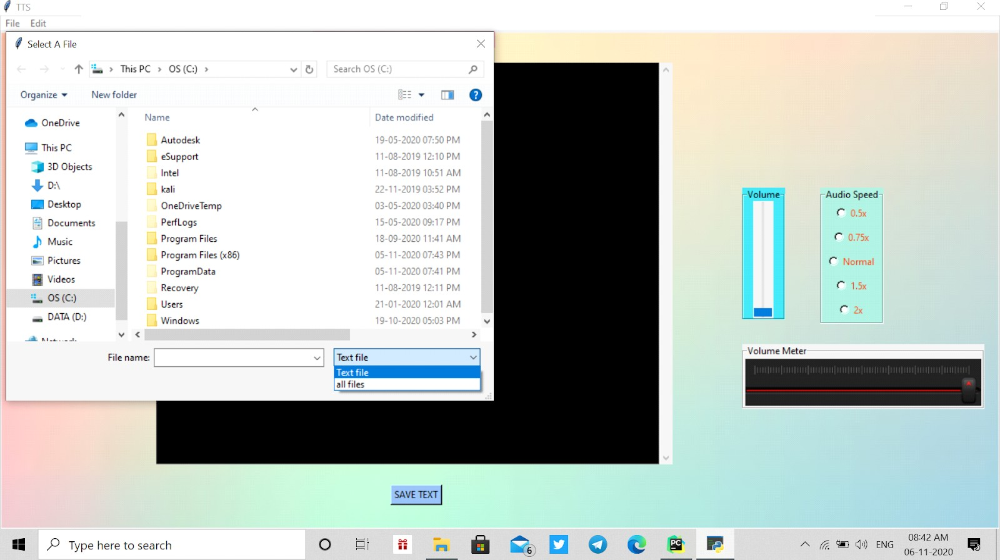 TTS
File Edit
Select A File
This PC OS (C:) Search OS (C:)
Organize New folder ?
Name Date modified
OneDrive
This PC
3D Objects
D:\
Desktop
Documents
Music
Pictures
Videos
OS (C:)
DATA (D:)
Network
Autodesk 19-05-2020 07:50 PM
eSupport 11-08-2019 12:10 PM
Intel 11-08-2019 10:51 AM
kali 22-11-2019 03:52 PM
OneDriveTemp 03-05-2020 03:40 PM
PerfLogs 15-05-2020 09:17 PM
Program Files 18-09-2020 11:41 AM
Program Files (x86) 05-11-2020 07:43 PM
ProgramData 05-11-2020 07:41 PM
Recovery 11-08-2019 12:11 PM
Users 21-01-2020 12:01 AM
Windows 19-10-2020 05:03 PM
File name: Text file
Text file
all files
Volume
Audio Speed
0.5x
0.75x
Normal
1.5x
2x
Volume Meter
SAVE TEXT
Type here to search
6
PC
ENG
08:42 AM
06-11-2020